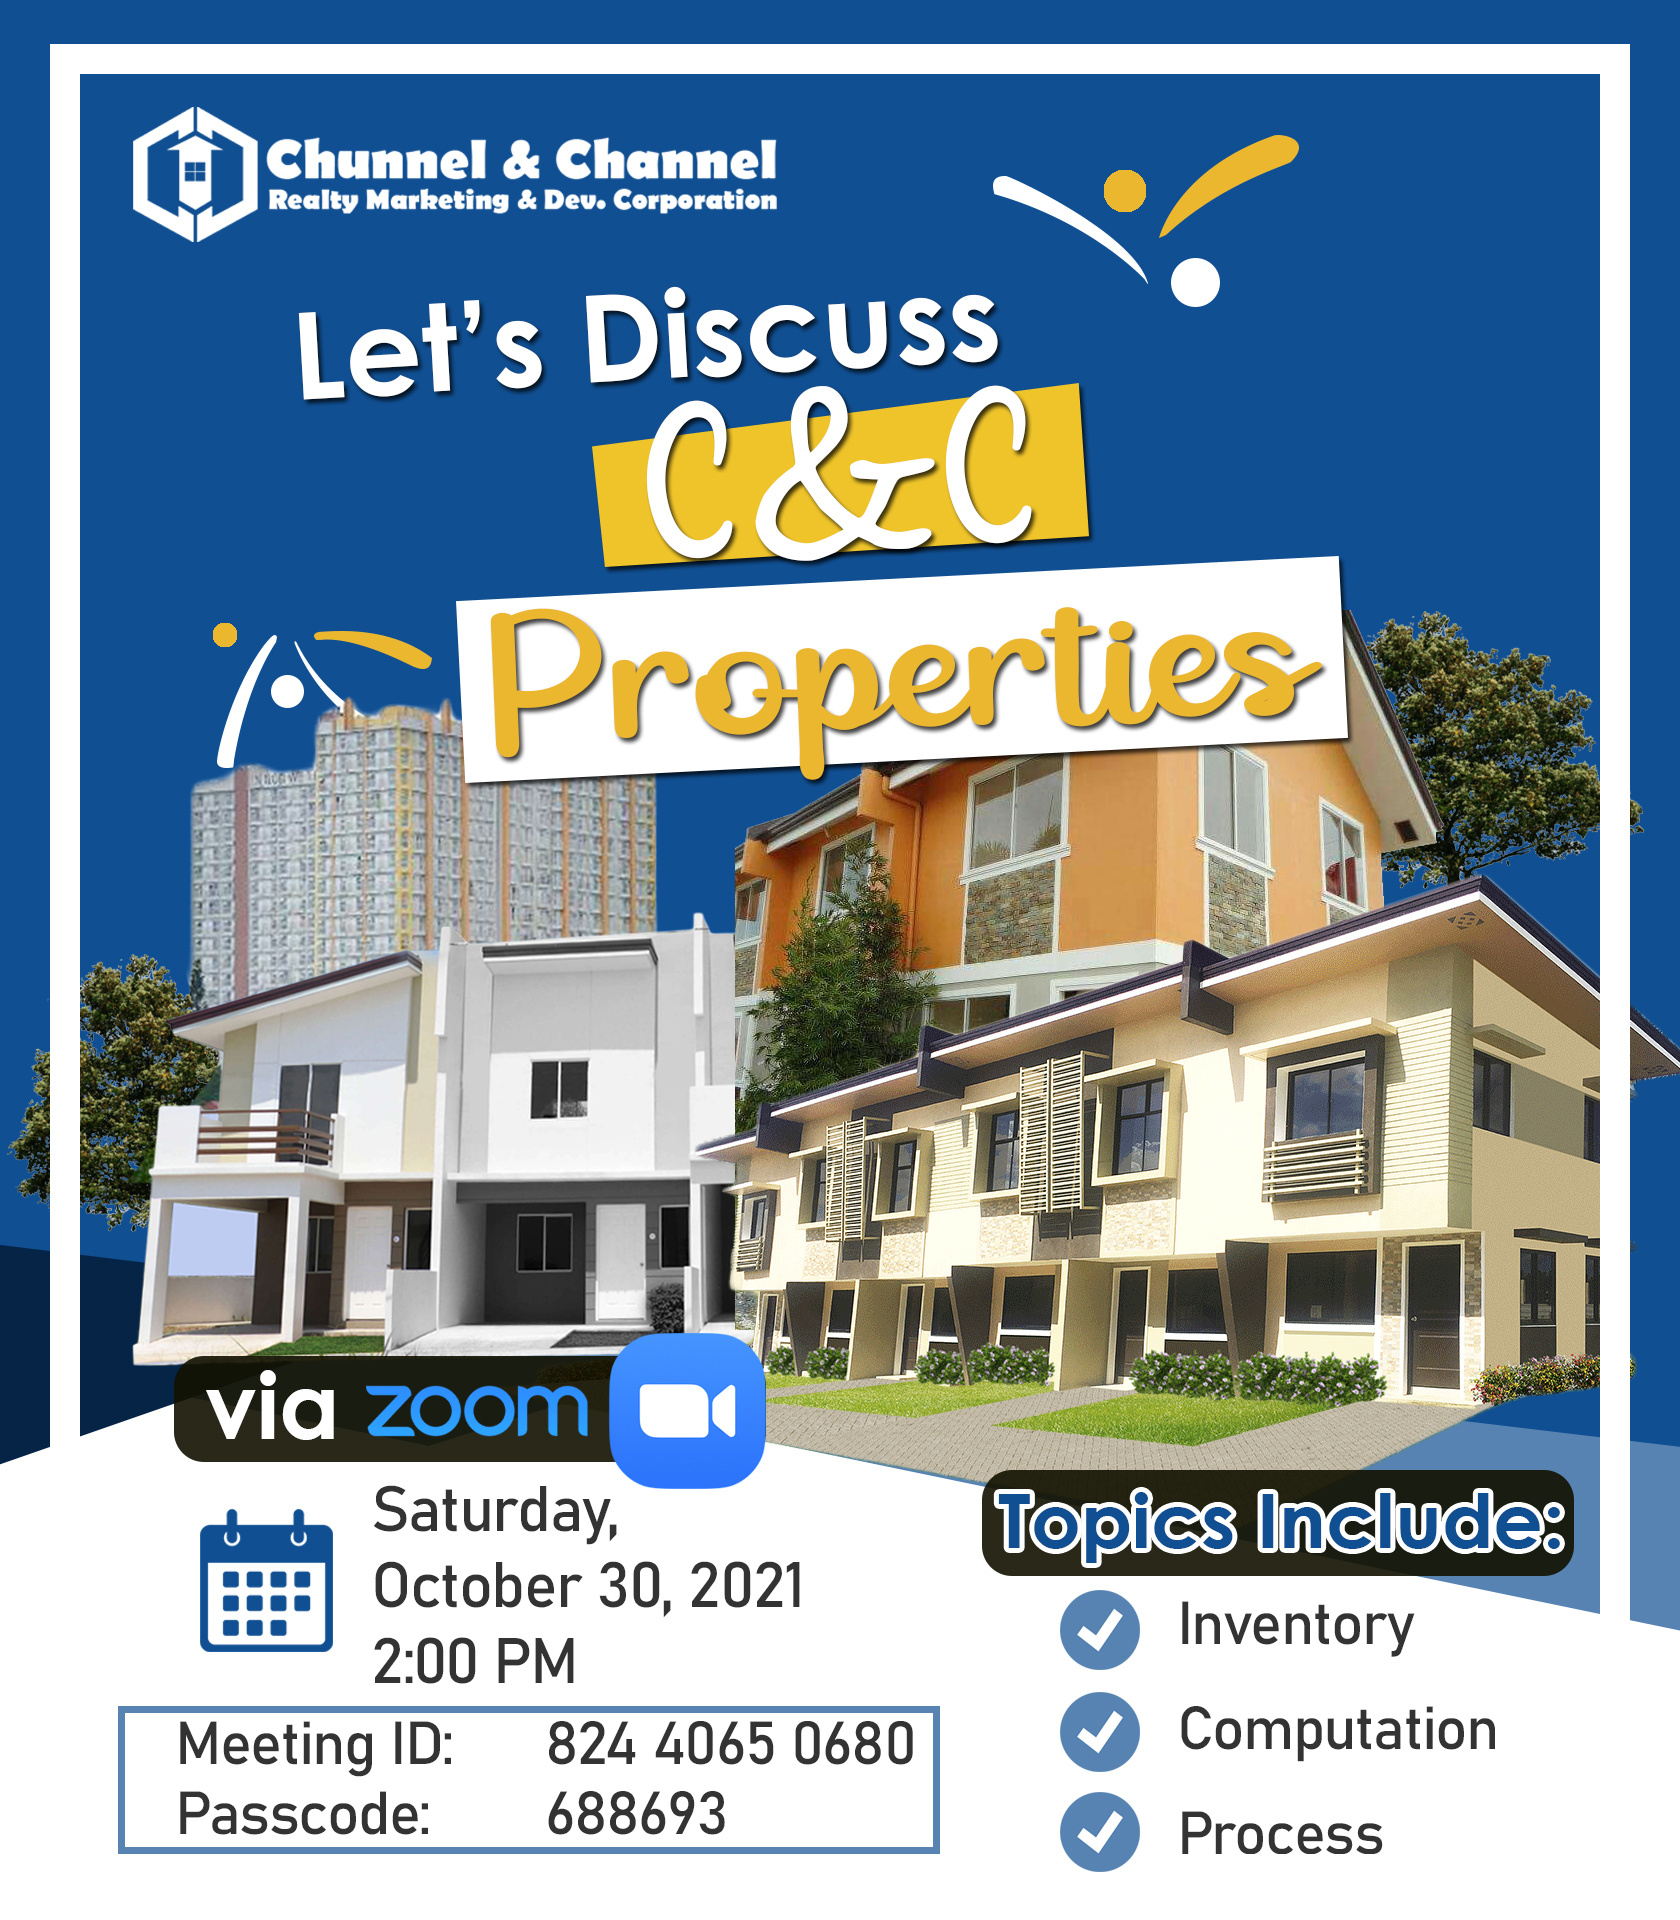 Chunnel & Channel
Realty Marketing & Dev. Corporation
Let's Discuss
C&C
Properties
via zoom
Saturday,
October 30, 2021
2:00 PM
Meeting ID: 824 4065 0680
Passcode: 688693
Topics Include:
Inventory
Computation
Process